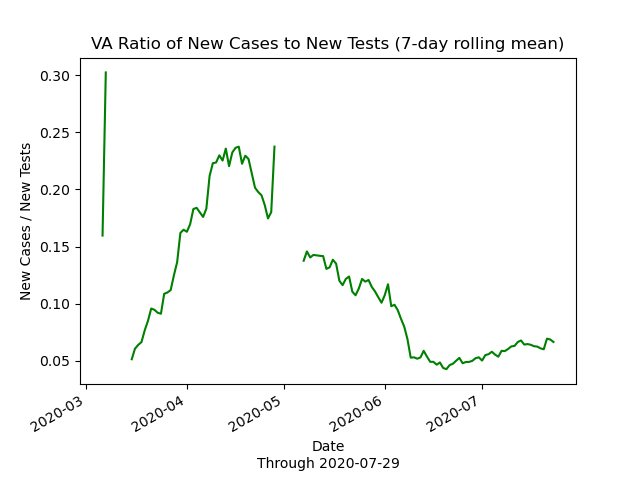 VA Ratio of New Cases to New Tests (7-day rolling mean)
New Cases / New Tests
0.30
0.25
0.20
0.15
0.10
0.05
2020-03
2020-04
2020-05
2020-06
2020-07
Date
Through 2020-07-29